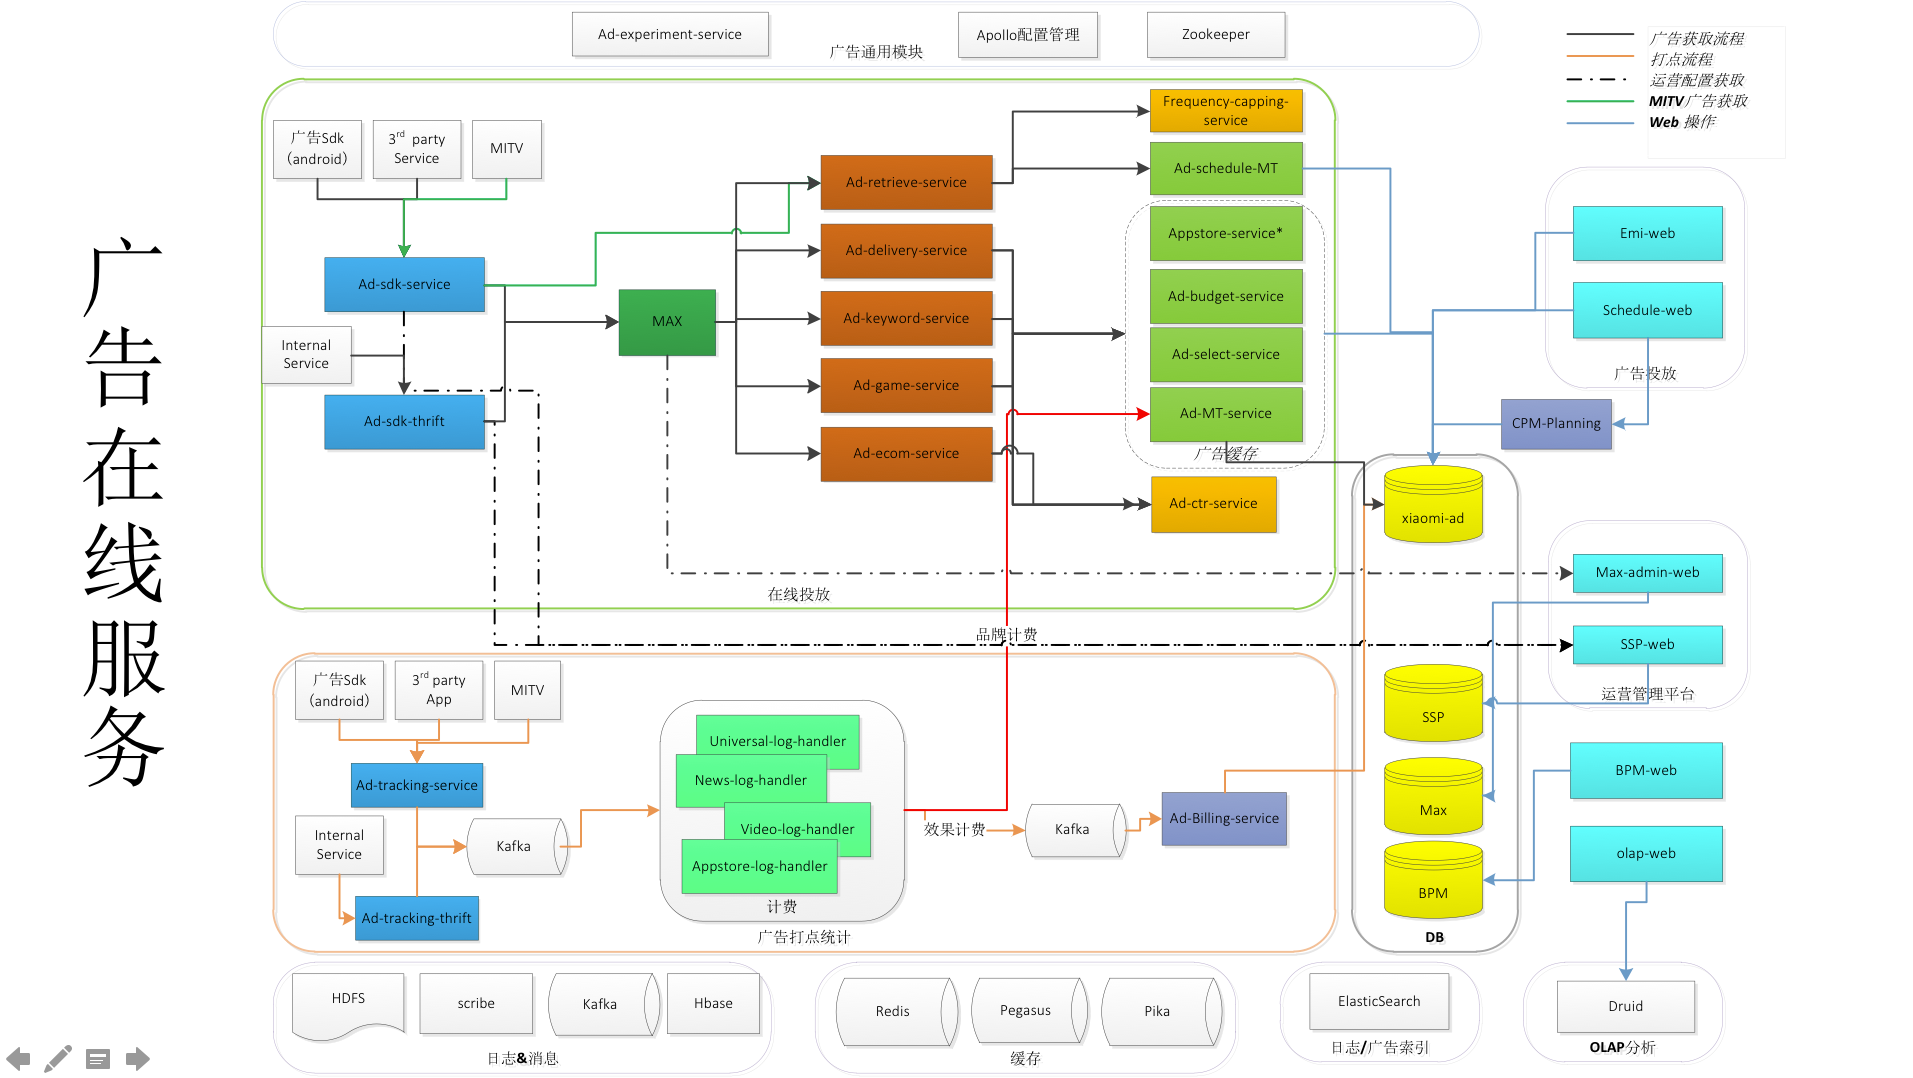 广告在线服务
Ad-experiment-service
广告通用模块
Apollo配置管理
Zookeeper
广告获取流程
打点流程
运营配置获取
MITV广告获取
Web 操作
广告Sdk
（android）
3rd party
Service
MITV
Ad-sdk-service
Internal
Service
Ad-sdk-thrift
MAX
Ad-retrieve-service
Ad-delivery-service
Ad-keyword-service
Ad-game-service
Ad-ecom-service
Frequency-capping-
service
Ad-schedule-MT
Appstore-service*
Ad-budget-service
Ad-select-service
Ad-MT-service
广告缓存
Ad-ctr-service
在线投放
Emi-web
Schedule-web
广告投放
CPM-Planning
xiaomi-ad
Max-admin-web
SSP-web
运营管理平台
品牌计费
广告Sdk
（android）
3rd party
App
MITV
Ad-tracking-service
Internal
Service
Ad-tracking-thrift
Kafka
Universal-log-handler
News-log-handler
Video-log-handler
Appstore-log-handler
计费
广告打点统计
效果计费
Kafka
Ad-Billing-service
SSP
Max
BPM
DB
BPM-web
olap-web
HDFS
scribe
Kafka
Hbase
日志&消息
Redis
Pegasus
Pika
缓存
ElasticSearch
日志/广告索引
Druid
OLAP分析